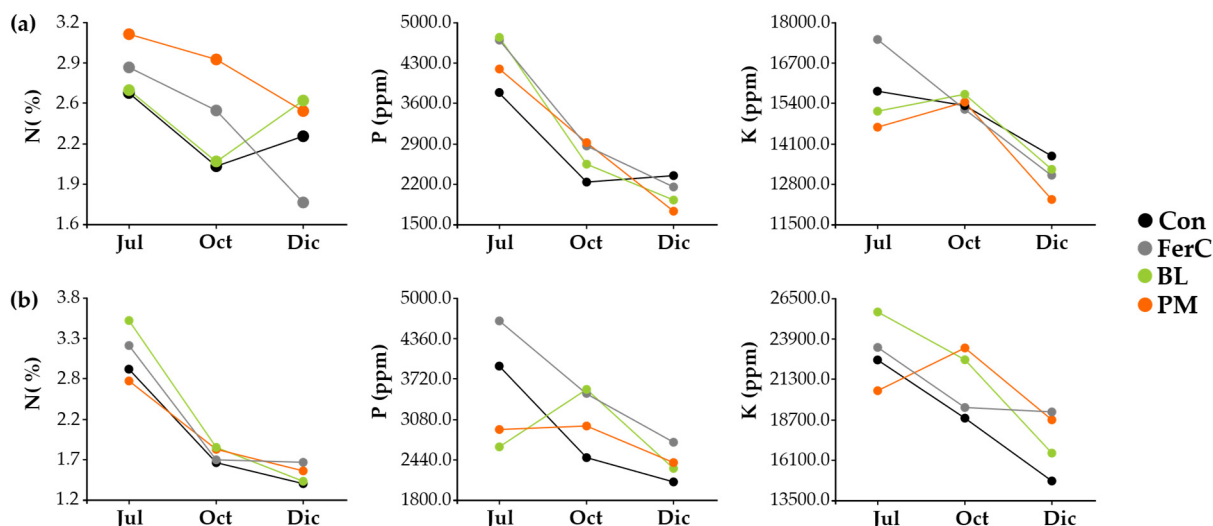 (a)
N( %)
3.2
2.9
2.6
2.2
1.9
1.6
Jul Oct Dic
P (ppm)
5000.0
4300.0
3600.0
2900.0
2200.0
1500.0
Jul Oct Dic
K (ppm)
18000.0
16700.0
15400.0
14100.0
12800.0
11500.0
Jul Oct Dic
Con
FerC
BL
PM
(b)
N( %)
3.8
3.3
2.8
2.2
1.7
1.2
Jul Oct Dic
P (ppm)
5000.0
4360.0
3720.0
3080.0
2440.0
1800.0
Jul Oct Dic
K (ppm)
26500.0
23900.0
21300.0
18700.0
16100.0
13500.0
Jul Oct Dic